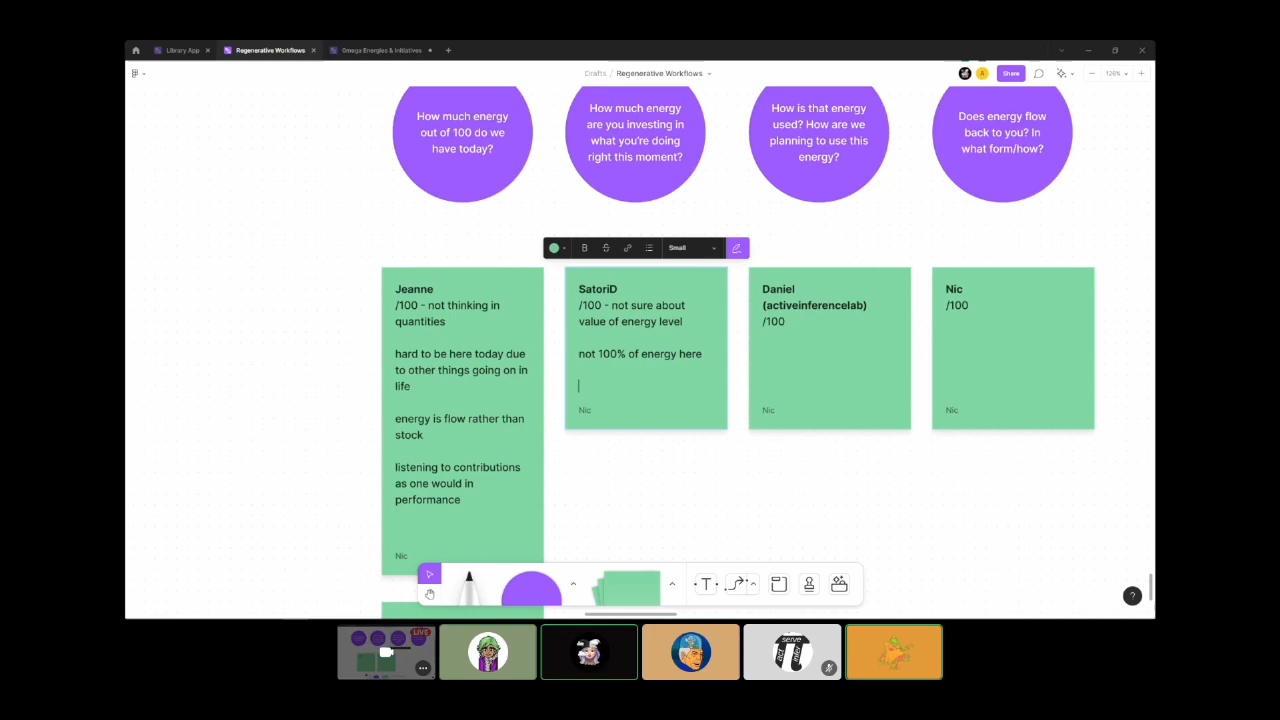 Library App
Regenerative Workflows
Omega Energies & Initiatives
Drafts / Regenerative Workflows
A
Share
126%
How much energy
out of 100 do we
have today?
How much energy
are you investing in
what you're doing
right this moment?
How is that energy
used? How are we
planning to use this
energy?
Does energy flow
back to you? In
what form/how?
B
S
Small
Jeanne
/100 - not thinking in
quantities
hard to be here today due
to other things going on in
life
energy is flow rather than
stock
listening to contributions
as one would in
performance
Nic
SatoriD
/100 - not sure about
value of energy level
not 100% of energy here
Nic
Daniel
(activeinferencelab)
/100
Nic
Nic
/100
Nic
T
?
LIVE
serve
act
infer